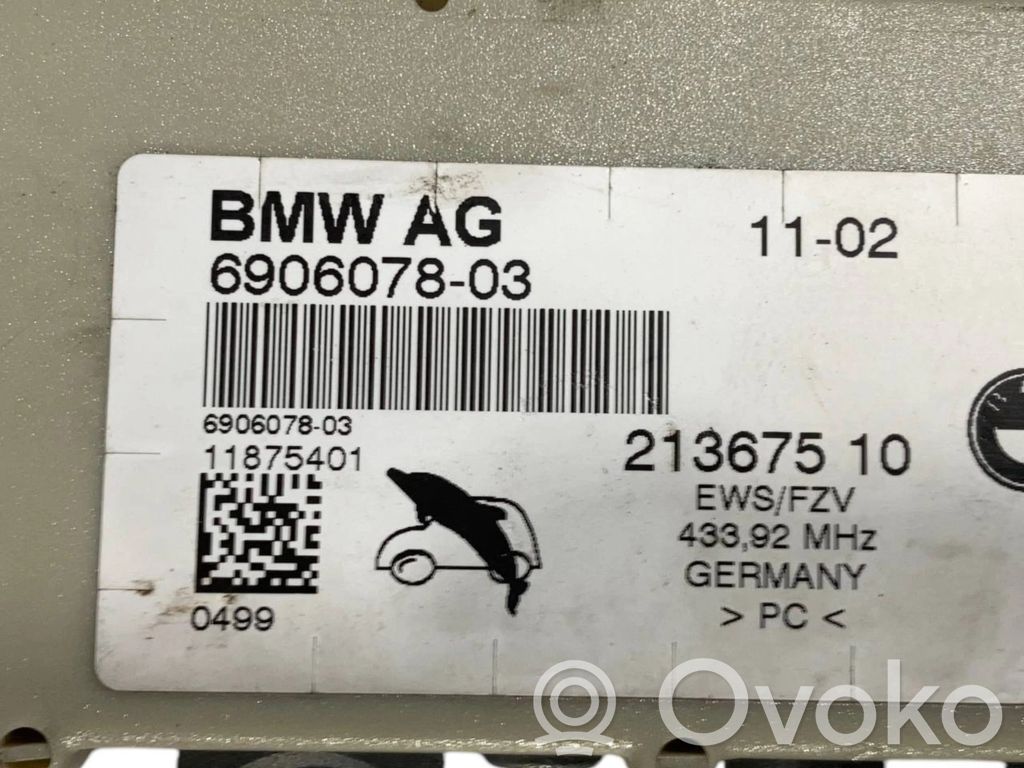 BMW AG
11-02
6906078-03
6906078-03
11875401
213675 10
EWS/FZV
433,92 MHz
GERMANY
> PC <
0499
Ovoko